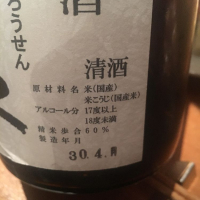 酒
ろうせん
清酒
原材料名 米(国産)
米こうじ(国産米)
アルコール分 17度以上
18度未満
精米歩合 60%
製造年月
30.4.